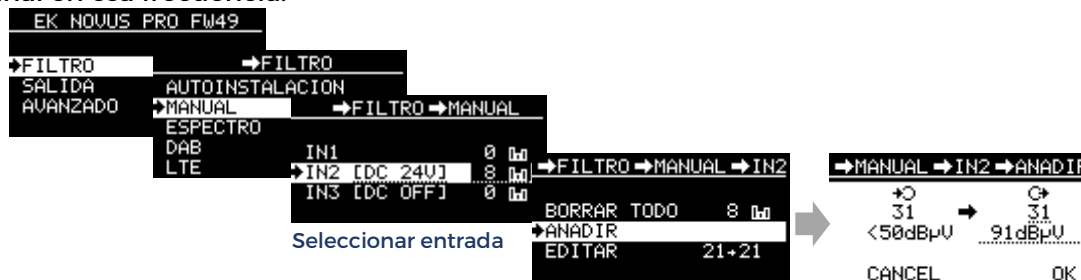 EK NOVUS PRO FW49
➔FILTRO
SALIDA
AVANZADO
➔FILTRO
AUTOINSTALACION
➔MANUAL
ESPECTRO
DAB
LTE
➔FILTRO ➔MANUAL
IN1 0
➔IN2 [DC 24V] 8
IN3 [DC OFF] 0
Seleccionar entrada
➔FILTRO ➔MANUAL ➔IN2
BORRAR TODO 8
➔ANADIR
EDITAR 21→21
➔MANUAL ➔IN2 ➔ANADIR
31 ➔ 31
<50dBµV 91dBµV
CANCEL OK